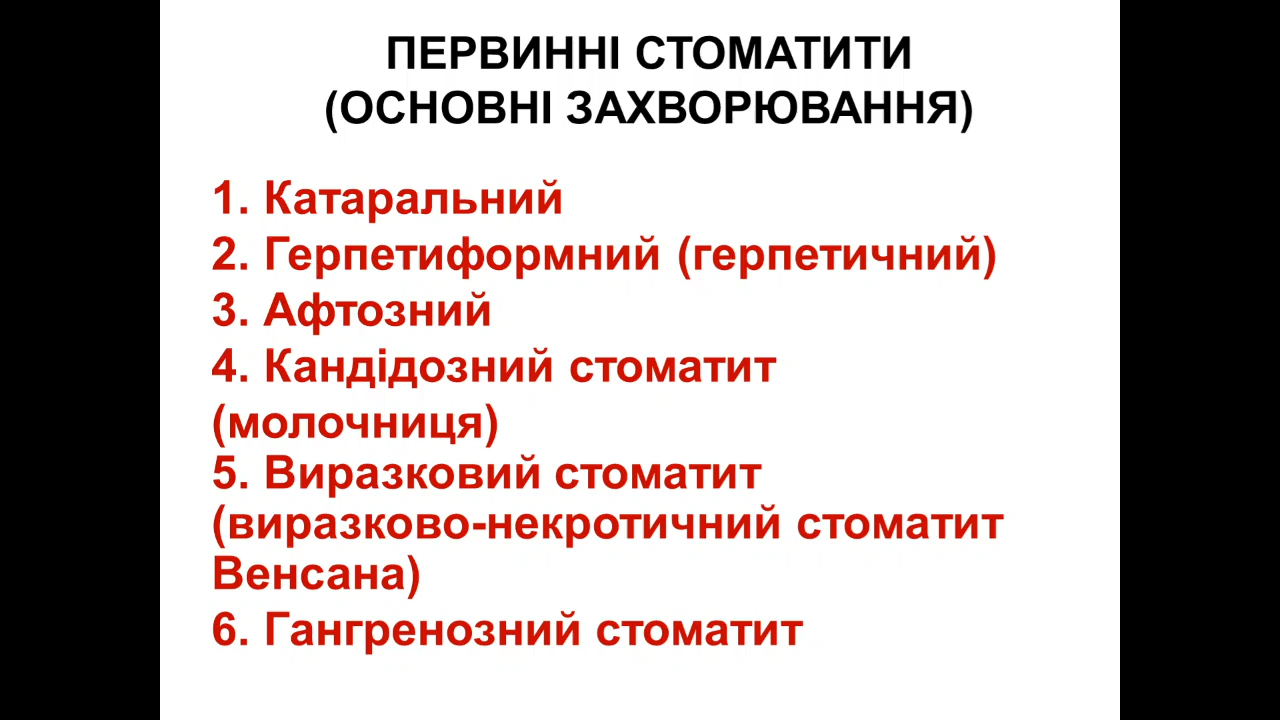 ПЕРВИННІ СТОМАТИТИ
(ОСНОВНІ ЗАХВОРЮВАННЯ)
1. Катаральний
2. Герпетиформний (герпетичний)
3. Афтозний
4. Кандідозний стоматит
(молочниця)
5. Виразковий стоматит
(виразково-некротичний стоматит
Венсана)
6. Гангренозний стоматит